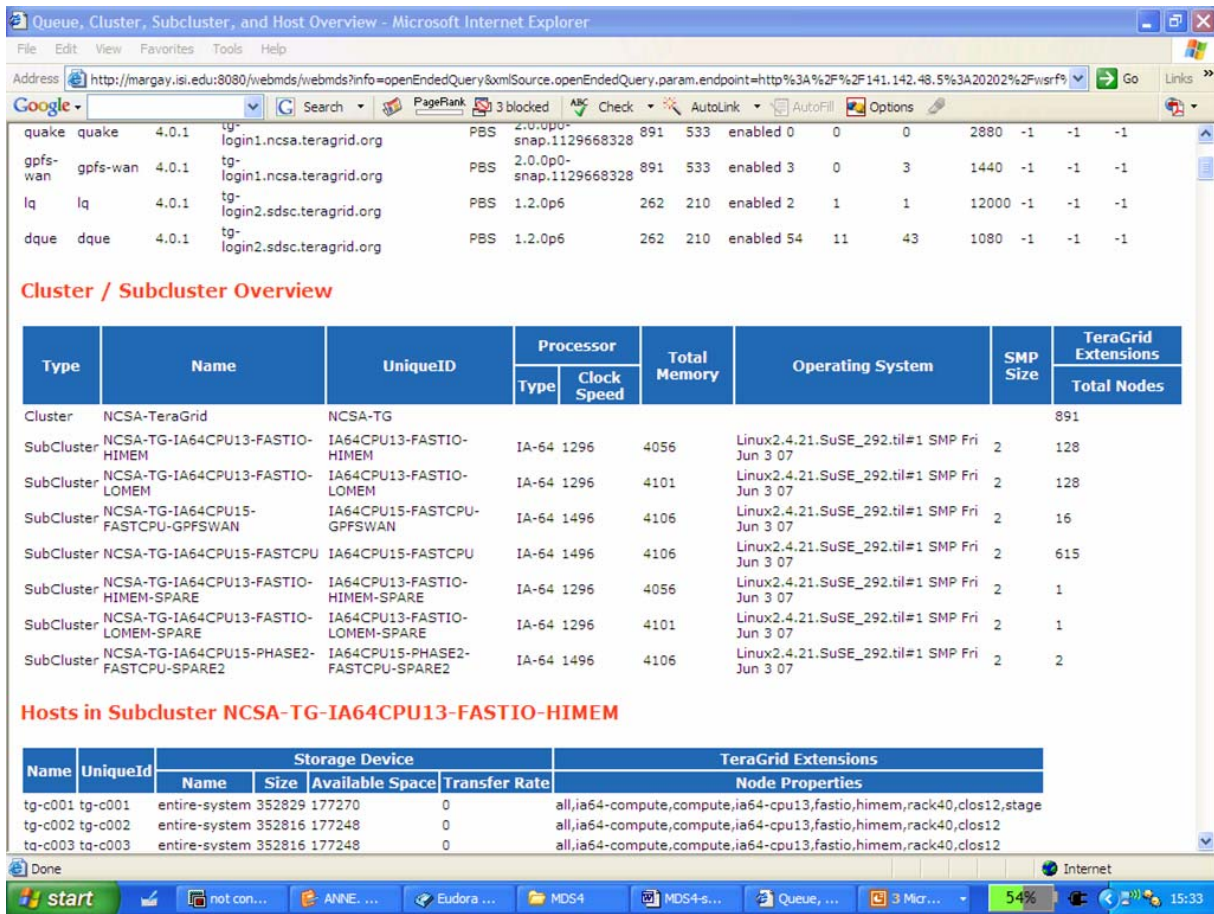 Queue, Cluster, Subcluster, and Host Overview - Microsoft Internet Explorer
File Edit View Favorites Tools Help
Address http://margay.isi.edu:8080/webmds/webmds?info=openEndedQuery&xmlSource.openEndedQuery.param.endpoint=http%3A%2F%2F141.142.48.5%3A20202%2Fwsrf% Go Links »
Google Search PageRank 3 blocked ABC Check AutoLink AutoFill Options
quake quake 4.0.1 tg-login1.ncsa.teragrid.org PBS 2.0.0p0-snap.1129668328 891 533 enabled 0 0 0 2880 -1 -1 -1
gpfs-wan gpfs-wan 4.0.1 tg-login1.ncsa.teragrid.org PBS 2.0.0p0-snap.1129668328 891 533 enabled 3 0 3 1440 -1 -1 -1
lq lq 4.0.1 tg-login2.sdsc.teragrid.org PBS 1.2.0p6 262 210 enabled 2 1 1 12000 -1 -1 -1
dque dque 4.0.1 tg-login2.sdsc.teragrid.org PBS 1.2.0p6 262 210 enabled 54 11 43 1080 -1 -1 -1
Cluster / Subcluster Overview
Type Name UniqueID Processor Total Memory Operating System SMP Size TeraGrid Extensions
Type Clock Speed Total Nodes
Cluster NCSA-TeraGrid NCSA-TG 891
SubCluster NCSA-TG-IA64CPU13-FASTIO-HIMEM IA64CPU13-FASTIO-HIMEM IA-64 1296 4056 Linux2.4.21.SuSE_292.til#1 SMP Fri Jun 3 07 2 128
SubCluster NCSA-TG-IA64CPU13-FASTIO-LOMEM IA64CPU13-FASTIO-LOMEM IA-64 1296 4101 Linux2.4.21.SuSE_292.til#1 SMP Fri Jun 3 07 2 128
SubCluster NCSA-TG-IA64CPU15-FASTCPU-GPFSWAN IA64CPU15-FASTCPU-GPFSWAN IA-64 1496 4106 Linux2.4.21.SuSE_292.til#1 SMP Fri Jun 3 07 2 16
SubCluster NCSA-TG-IA64CPU15-FASTCPU IA64CPU15-FASTCPU IA-64 1496 4106 Linux2.4.21.SuSE_292.til#1 SMP Fri Jun 3 07 2 615
SubCluster NCSA-TG-IA64CPU13-FASTIO-HIMEM-SPARE IA64CPU13-FASTIO-HIMEM-SPARE IA-64 1296 4056 Linux2.4.21.SuSE_292.til#1 SMP Fri Jun 3 07 2 1
SubCluster NCSA-TG-IA64CPU13-FASTIO-LOMEM-SPARE IA64CPU13-FASTIO-LOMEM-SPARE IA-64 1296 4101 Linux2.4.21.SuSE_292.til#1 SMP Fri Jun 3 07 2 1
SubCluster NCSA-TG-IA64CPU15-PHASE2-FASTCPU-SPARE2 IA64CPU15-PHASE2-FASTCPU-SPARE2 IA-64 1496 4106 Linux2.4.21.SuSE_292.til#1 SMP Fri Jun 3 07 2 2
Hosts in Subcluster NCSA-TG-IA64CPU13-FASTIO-HIMEM
Name UniqueId Storage Device TeraGrid Extensions
Name Size Available Space Transfer Rate Node Properties
tg-c001 tg-c001 entire-system 352829 177270 0 all,ia64-compute,compute,ia64-cpu13,fastio,himem,rack40,clos12,stage
tg-c002 tg-c002 entire-system 352816 177248 0 all,ia64-compute,compute,ia64-cpu13,fastio,himem,rack40,clos12
tg-c003 tg-c003 entire-system 352816 177248 0 all,ia64-compute,compute,ia64-cpu13,fastio,himem,rack40,clos12
Done Internet
start not con... ANNE. ... Eudora ... MDS4 MDS4-s... Queue, ... 3 Micr... 54% 15:33